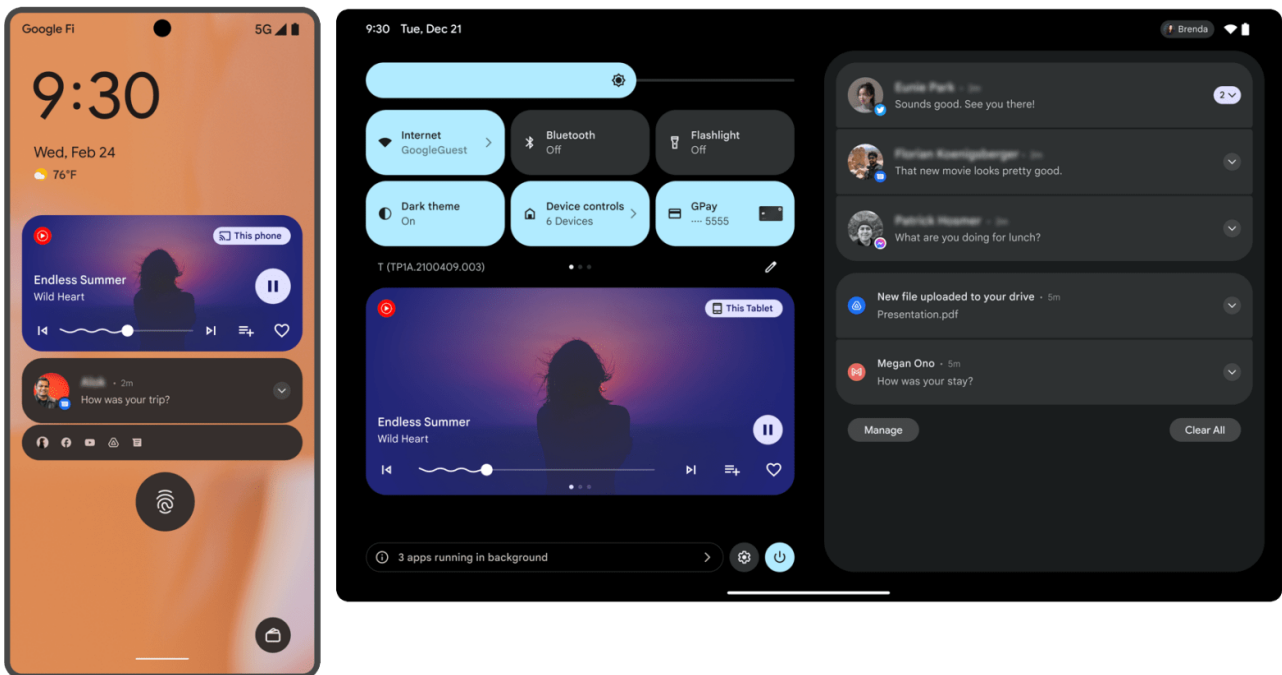 Google Fi
5G
9:30
Wed, Feb 24
76°F
This phone
Endless Summer
Wild Heart
• 2m
How was your trip?
9:30 Tue, Dec 21
Brenda
Internet
GoogleGuest
Bluetooth
Off
Flashlight
Off
Dark theme
On
Device controls
6 Devices
GPay
···· 5555
T (TP1A.2100409.003)
This Tablet
Endless Summer
Wild Heart
3 apps running in background
Sounds good. See you there!
2
That new movie looks pretty good.
What are you doing for lunch?
New file uploaded to your drive • 5m
Presentation.pdf
Megan Ono • 5m
How was your stay?
Manage
Clear All